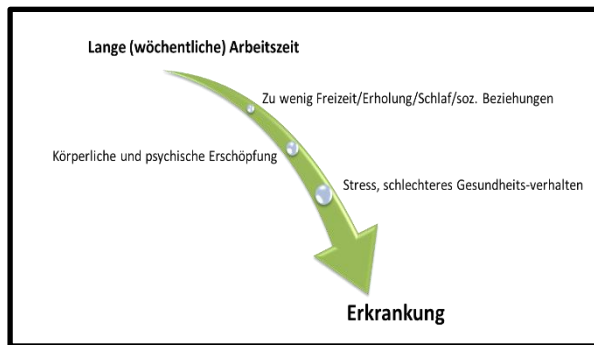 Lange (wöchentliche) Arbeitszeit
Zu wenig Freizeit/Erholung/Schlaf/soz. Beziehungen
Körperliche und psychische Erschöpfung
Stress, schlechteres Gesundheits-verhalten
Erkrankung